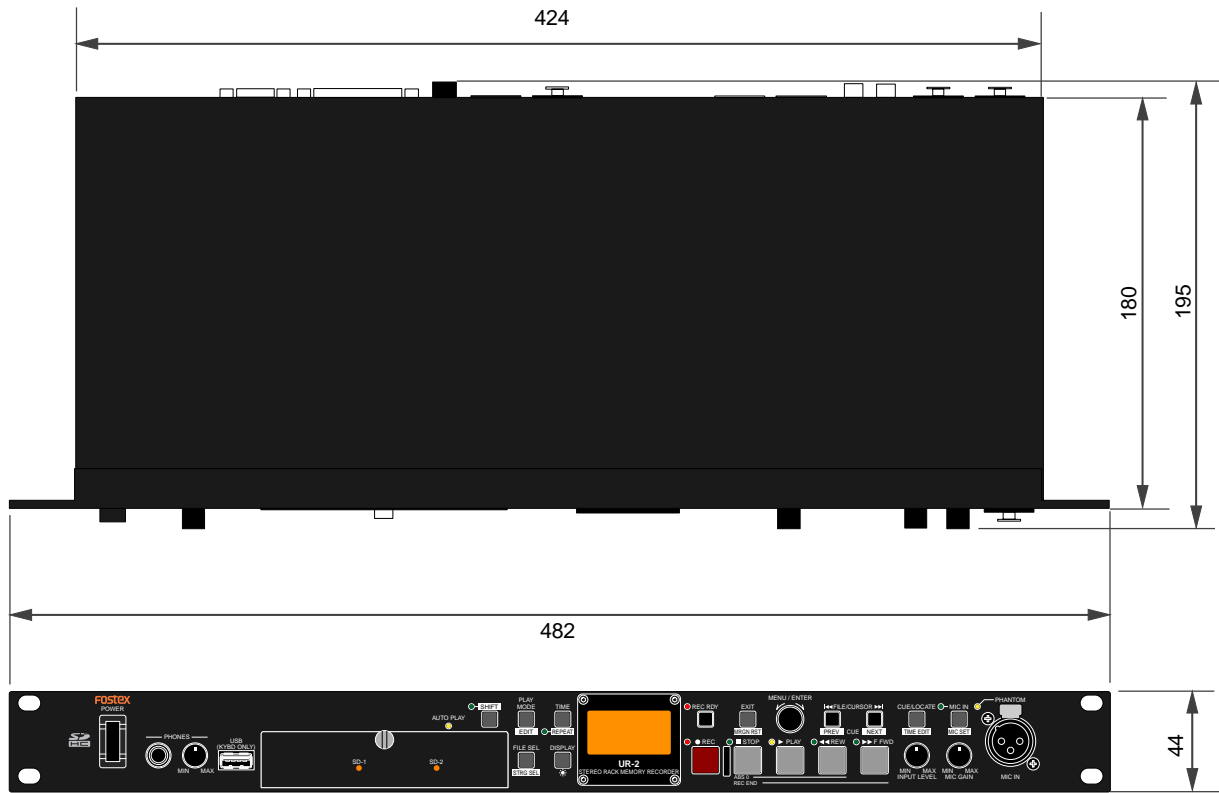 424
180
195
482
44
FOSTEX
POWER
SD
HC
PHONES
MIN MAX
USB
(KYBD ONLY)
AUTO PLAY
SD-1
SD-2
SHIFT
PLAY
MODE
EDIT
TIME
REPEAT
FILE SEL
STRG SEL
DISPLAY
UR-2
STEREO RACK MEMORY RECORDER
REC RDY
EXIT
MRGN RST
MENU / ENTER
FILE/CURSOR
PREV CUE NEXT
CUE/LOCATE
TIME EDIT
MIC IN
MIC SET
PHANTOM
REC
STOP
PLAY
REW
F FWD
ABS 0
REC END
MIN MAX
INPUT LEVEL
MIN MAX
MIC GAIN
MIC IN